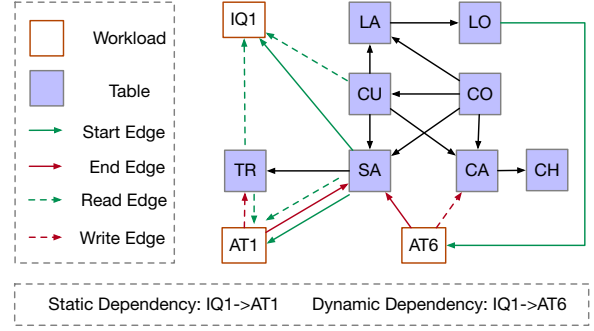 Workload
Table
Start Edge
End Edge
Read Edge
Write Edge
IQ1
LA
LO
CU
CO
TR
SA
CA
CH
AT1
AT6
Static Dependency: IQ1->AT1
Dynamic Dependency: IQ1->AT6